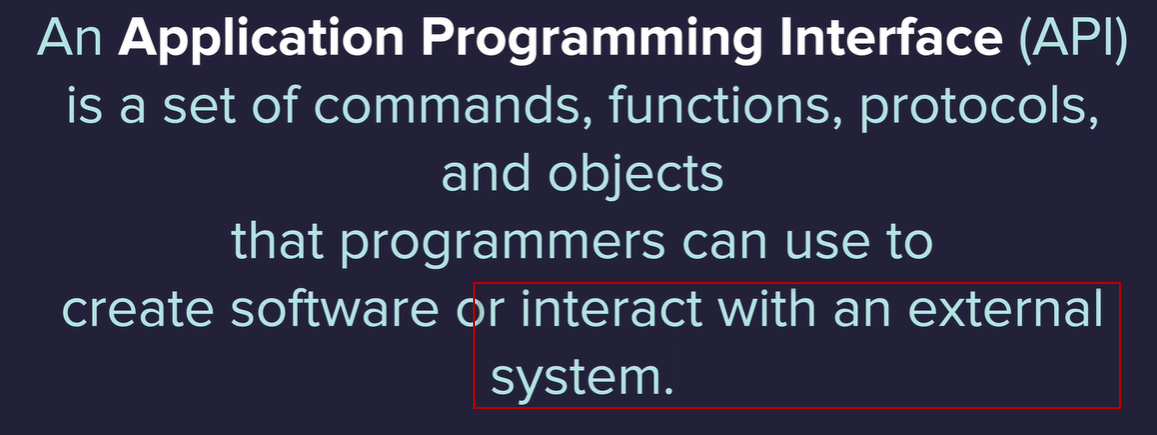 An Application Programming Interface (API)
is a set of commands, functions, protocols,
and objects
that programmers can use to
create software or interact with an external
system.